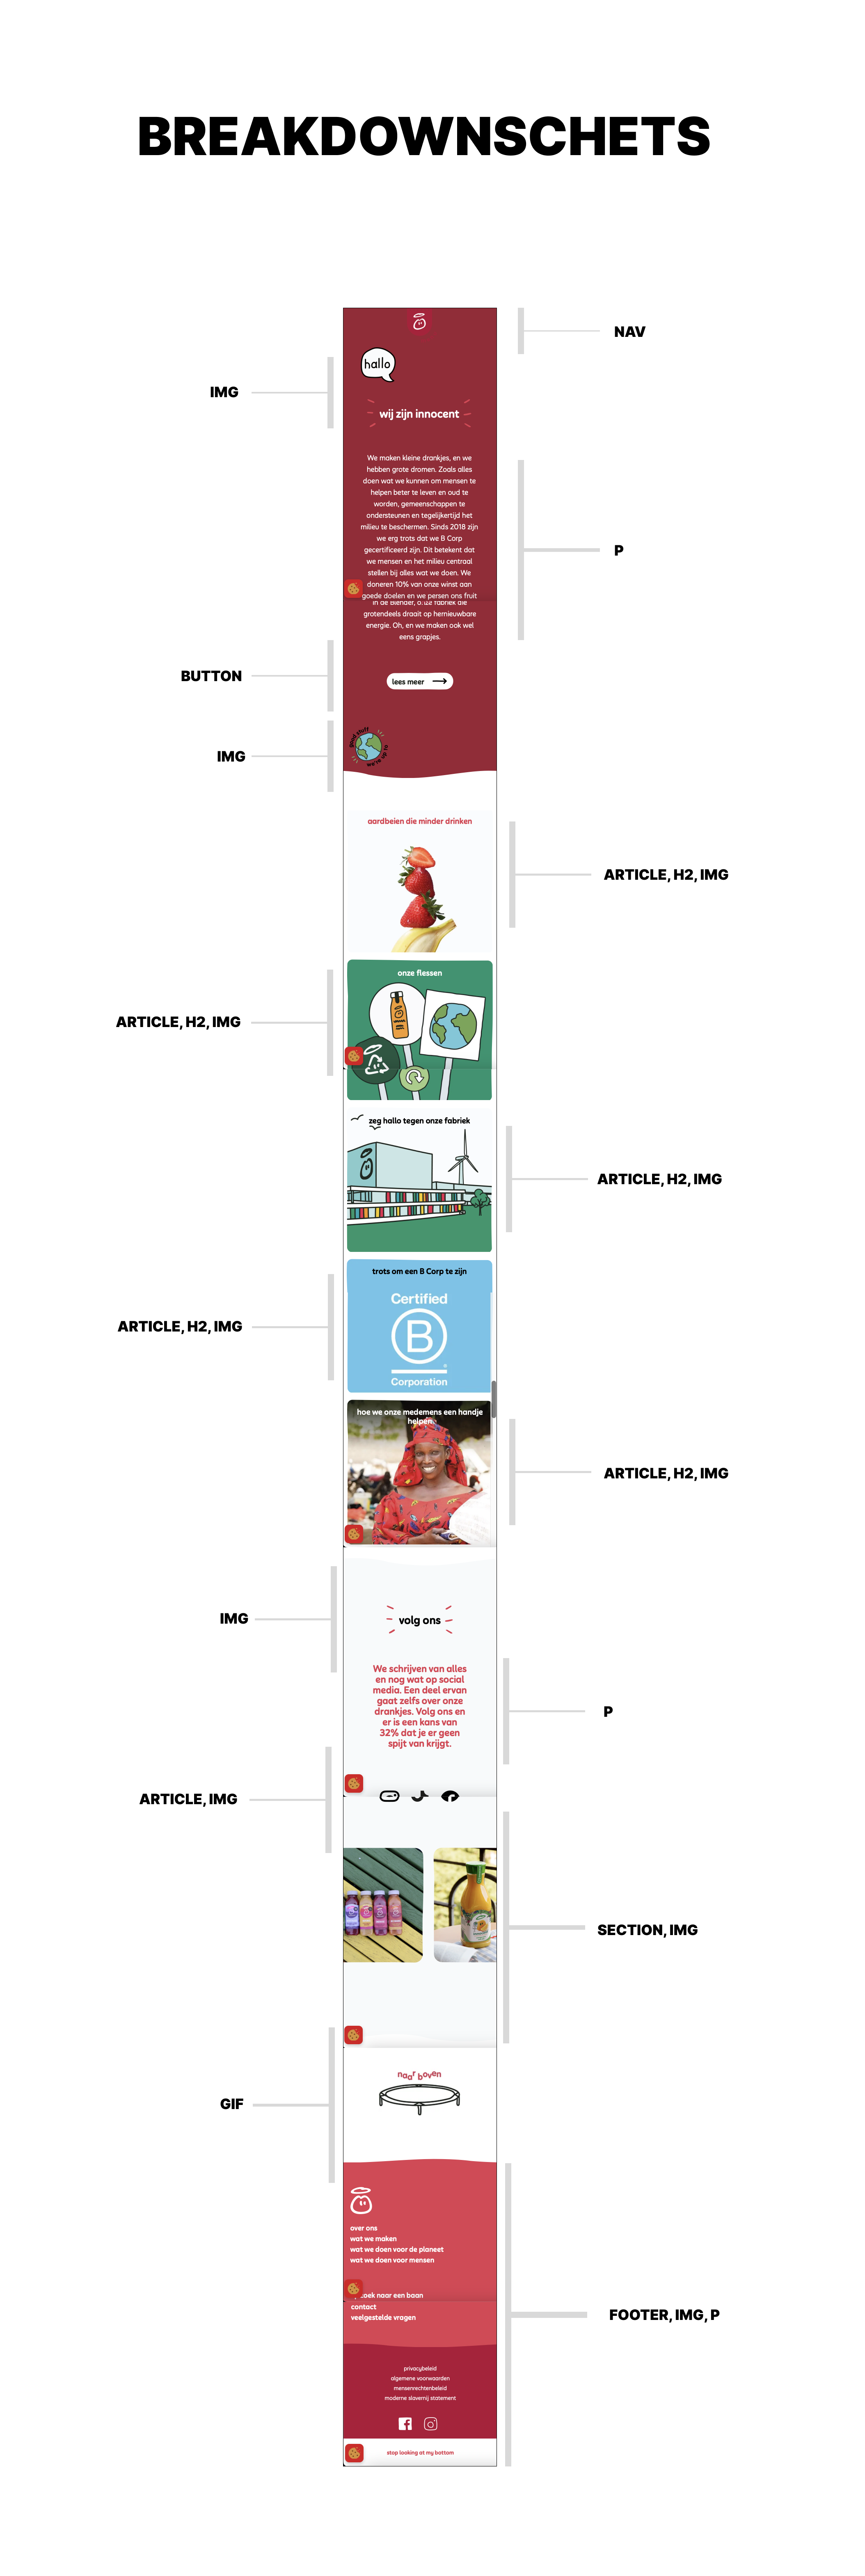 BREAKDOWNSCHETS
NAV
hallo
IMG
wij zijn innocent
We maken kleine drankjes, en we
hebben grote dromen. Zoals alles
doen wat we kunnen om mensen te
helpen beter te leven en oud te
worden, gemeenschappen te
ondersteunen en tegelijkertijd het
milieu te beschermen. Sinds 2018 zijn
we erg trots dat we B Corp
gecertificeerd zijn. Dit betekent dat
we mensen en het milieu centraal
stellen bij alles wat we doen. We
doneren 10% van onze winst aan
goede doelen en we persen ons fruit
in de blender, o. ze fabriek die
grotendeels draait op hernieuwbare
energie. Oh, en we maken ook wel
eens grapjes.
P
BUTTON
lees meer
IMG
good stuff
we're up to
aardbeien die minder drinken
ARTICLE, H2, IMG
onze flessen
ARTICLE, H2, IMG
zeg hallo tegen onze fabriek
ARTICLE, H2, IMG
trots om een B Corp te zijn
Certified
B
®
Corporation
ARTICLE, H2, IMG
hoe we onze medemens een handje
helpen
ARTICLE, H2, IMG
IMG
volg ons
We schrijven van alles
en nog wat op social
media. Een deel ervan
gaat zelfs over onze
drankjes. Volg ons en
er is een kans van
32% dat je er geen
spijt van krijgt.
P
ARTICLE, IMG
SECTION, IMG
naar boven
GIF
over ons
wat we maken
wat we doen voor de planeet
wat we doen voor mensen
oek naar een baan
contact
veelgestelde vragen
FOOTER, IMG, P
privacybeleid
algemene voorwaarden
mensenrechtenbeleid
moderne slavernij statement
stop looking at my bottom